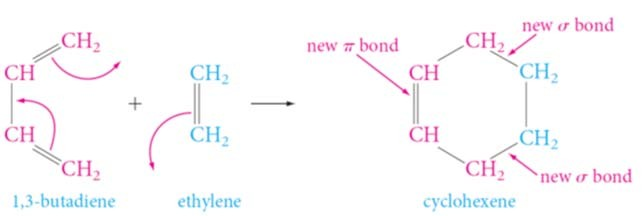 CH₂
CH
CH
CH₂
1,3-butadiene
+
CH₂
CH₂
ethylene
new π bond
CH₂
new σ bond
CH
CH₂
CH
CH₂
CH₂
new σ bond
cyclohexene